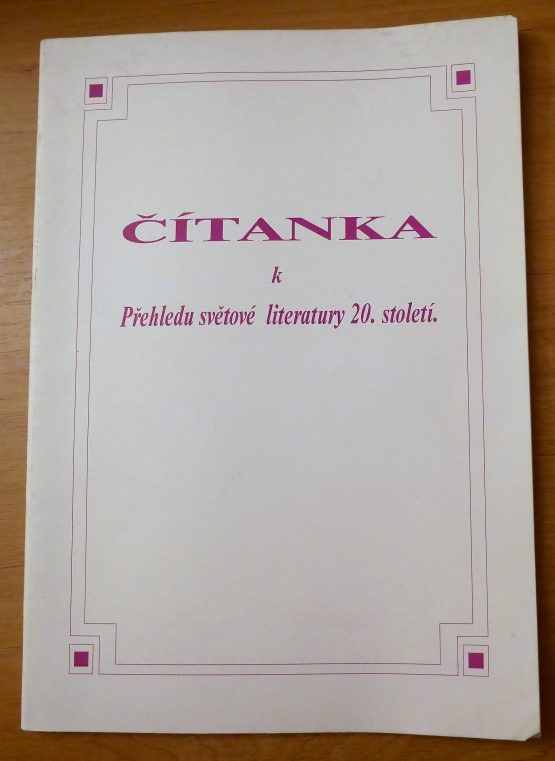 ČÍTANKA
k
Přehledu světové literatury 20. století.